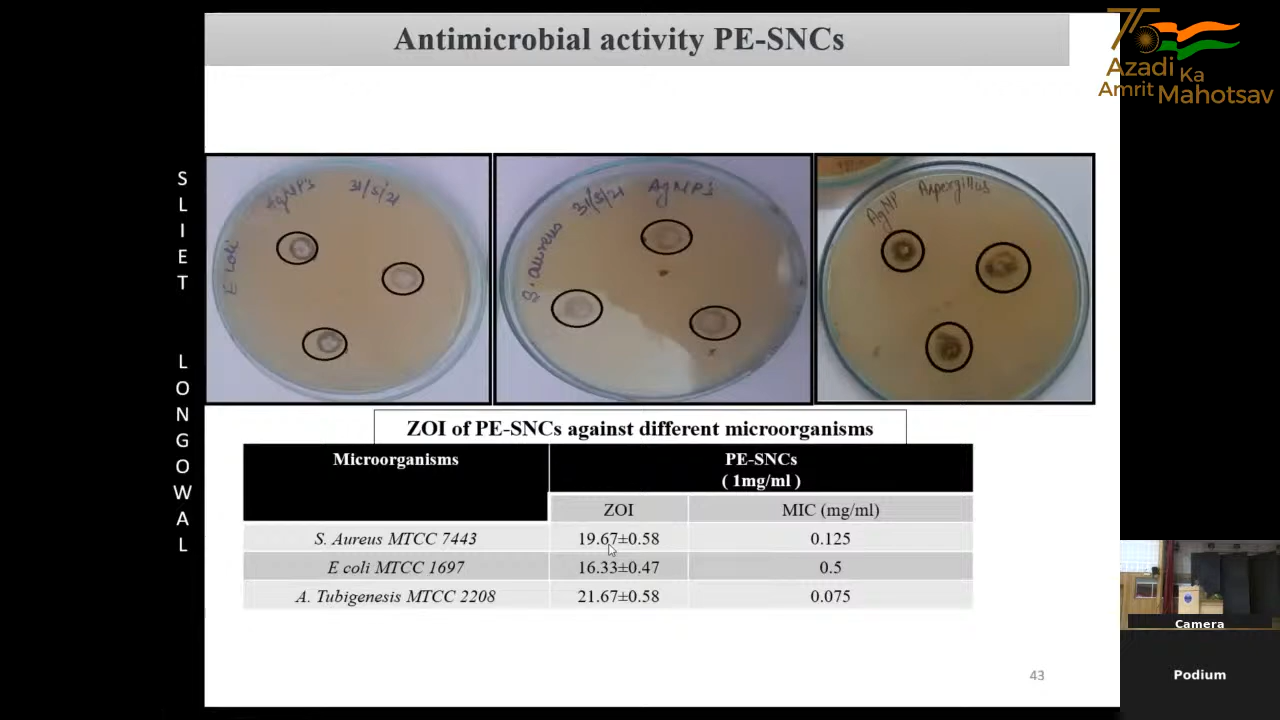 Antimicrobial activity PE-SNCs
75
Azadi
Ka
Amrit
Mahotsav
SLIET
LONGOWAL
AgNP's 31/5/21
E coli
31/5/21 AgNP's
S. aureus
AgNP Aspergillus
ZOI of PE-SNCs against different microorganisms
Microorganisms
PE-SNCs
( 1mg/ml )
ZOI
MIC (mg/ml)
S. Aureus MTCC 7443 19.67±0.58 0.125
E coli MTCC 1697 16.33±0.47 0.5
A. Tubigenesis MTCC 2208 21.67±0.58 0.075
43
Camera
Podium